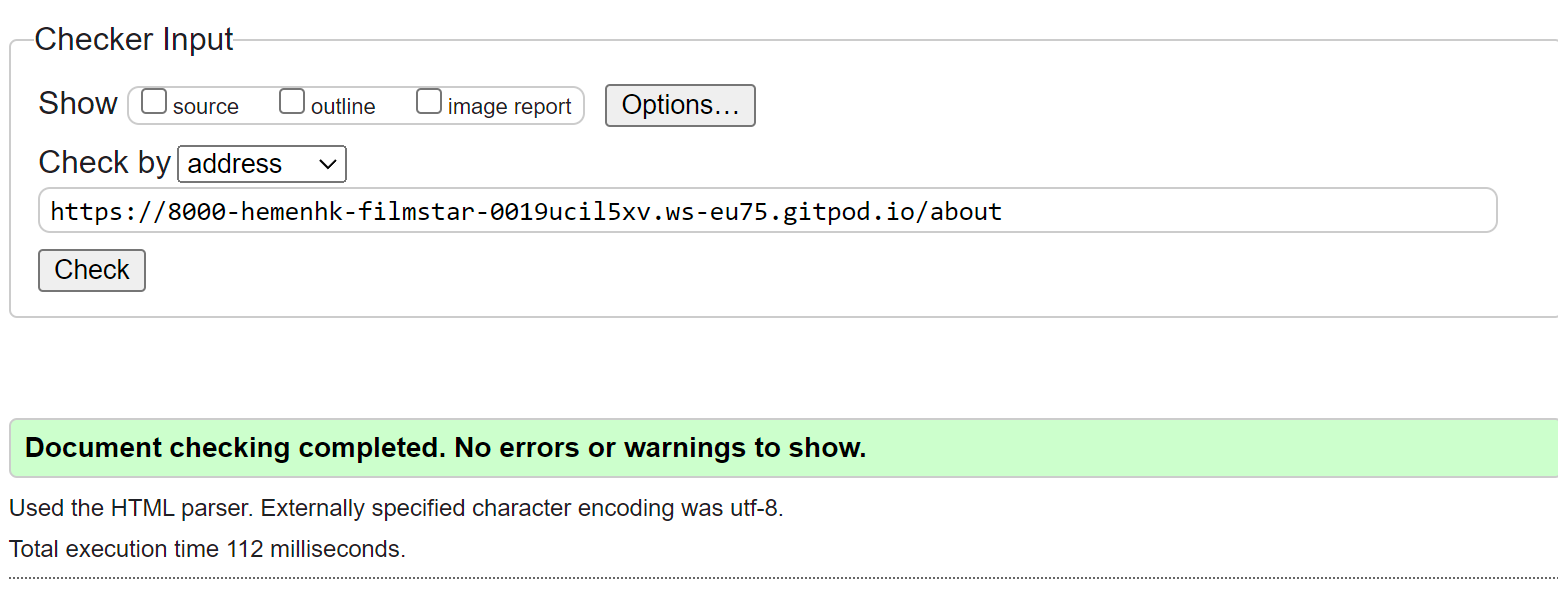 Checker Input
Show source outline image report Options…
Check by address
https://8000-hemenhk-filmstar-0019ucil5xv.ws-eu75.gitpod.io/about
Check
Document checking completed. No errors or warnings to show.
Used the HTML parser. Externally specified character encoding was utf-8.
Total execution time 112 milliseconds.